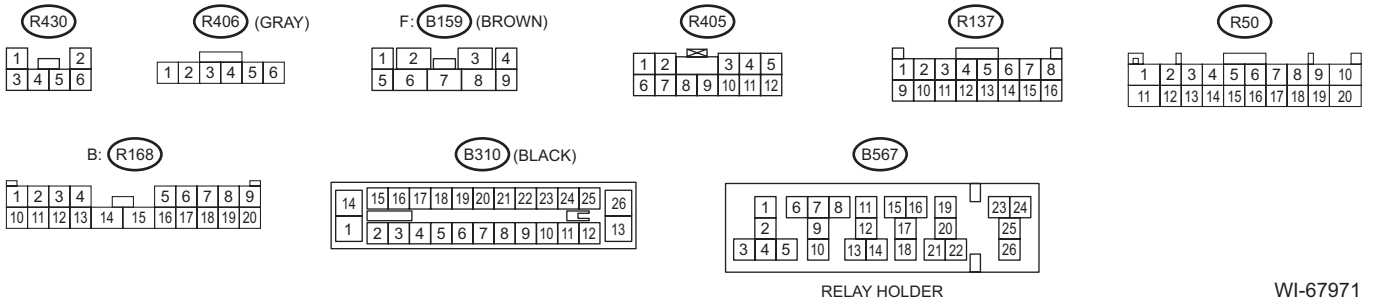 R430 R406 (GRAY) F: B159 (BROWN) R405 R137 R50
1 2
3 4 5 6
1 2 3 4 5 6
1 2 3 4
5 6 7 8 9
1 2 3 4 5
6 7 8 9 10 11 12
1 2 3 4 5 6 7 8
9 10 11 12 13 14 15 16
1 2 3 4 5 6 7 8 9 10
11 12 13 14 15 16 17 18 19 20
B: R168 B310 (BLACK) B567
1 2 3 4 5 6 7 8 9
10 11 12 13 14 15 16 17 18 19 20
14 15 16 17 18 19 20 21 22 23 24 25 26
1 2 3 4 5 6 7 8 9 10 11 12 13
1 6 7 8 11 15 16 19 23 24
2 9 12 17 20 25
3 4 5 10 13 14 18 21 22 26
RELAY HOLDER
WI-67971